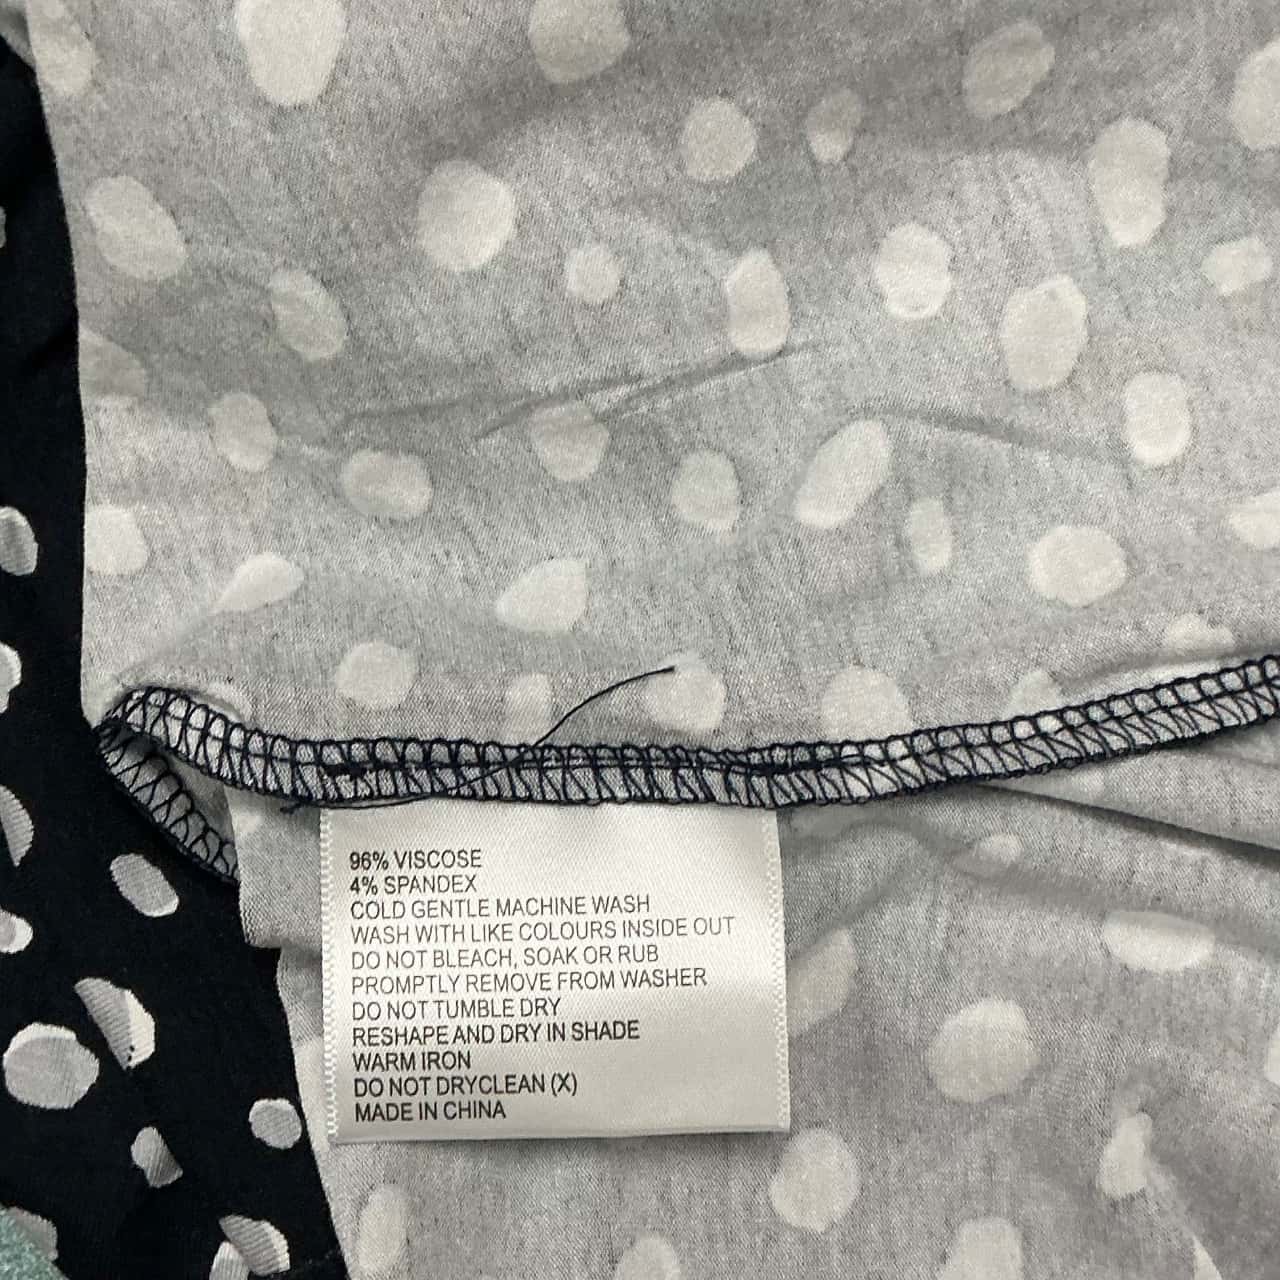 96% VISCOSE
4% SPANDEX
COLD GENTLE MACHINE WASH
WASH WITH LIKE COLOURS INSIDE OUT
DO NOT BLEACH, SOAK OR RUB
PROMPTLY REMOVE FROM WASHER
DO NOT TUMBLE DRY
RESHAPE AND DRY IN SHADE
WARM IRON
DO NOT DRYCLEAN (X)
MADE IN CHINA